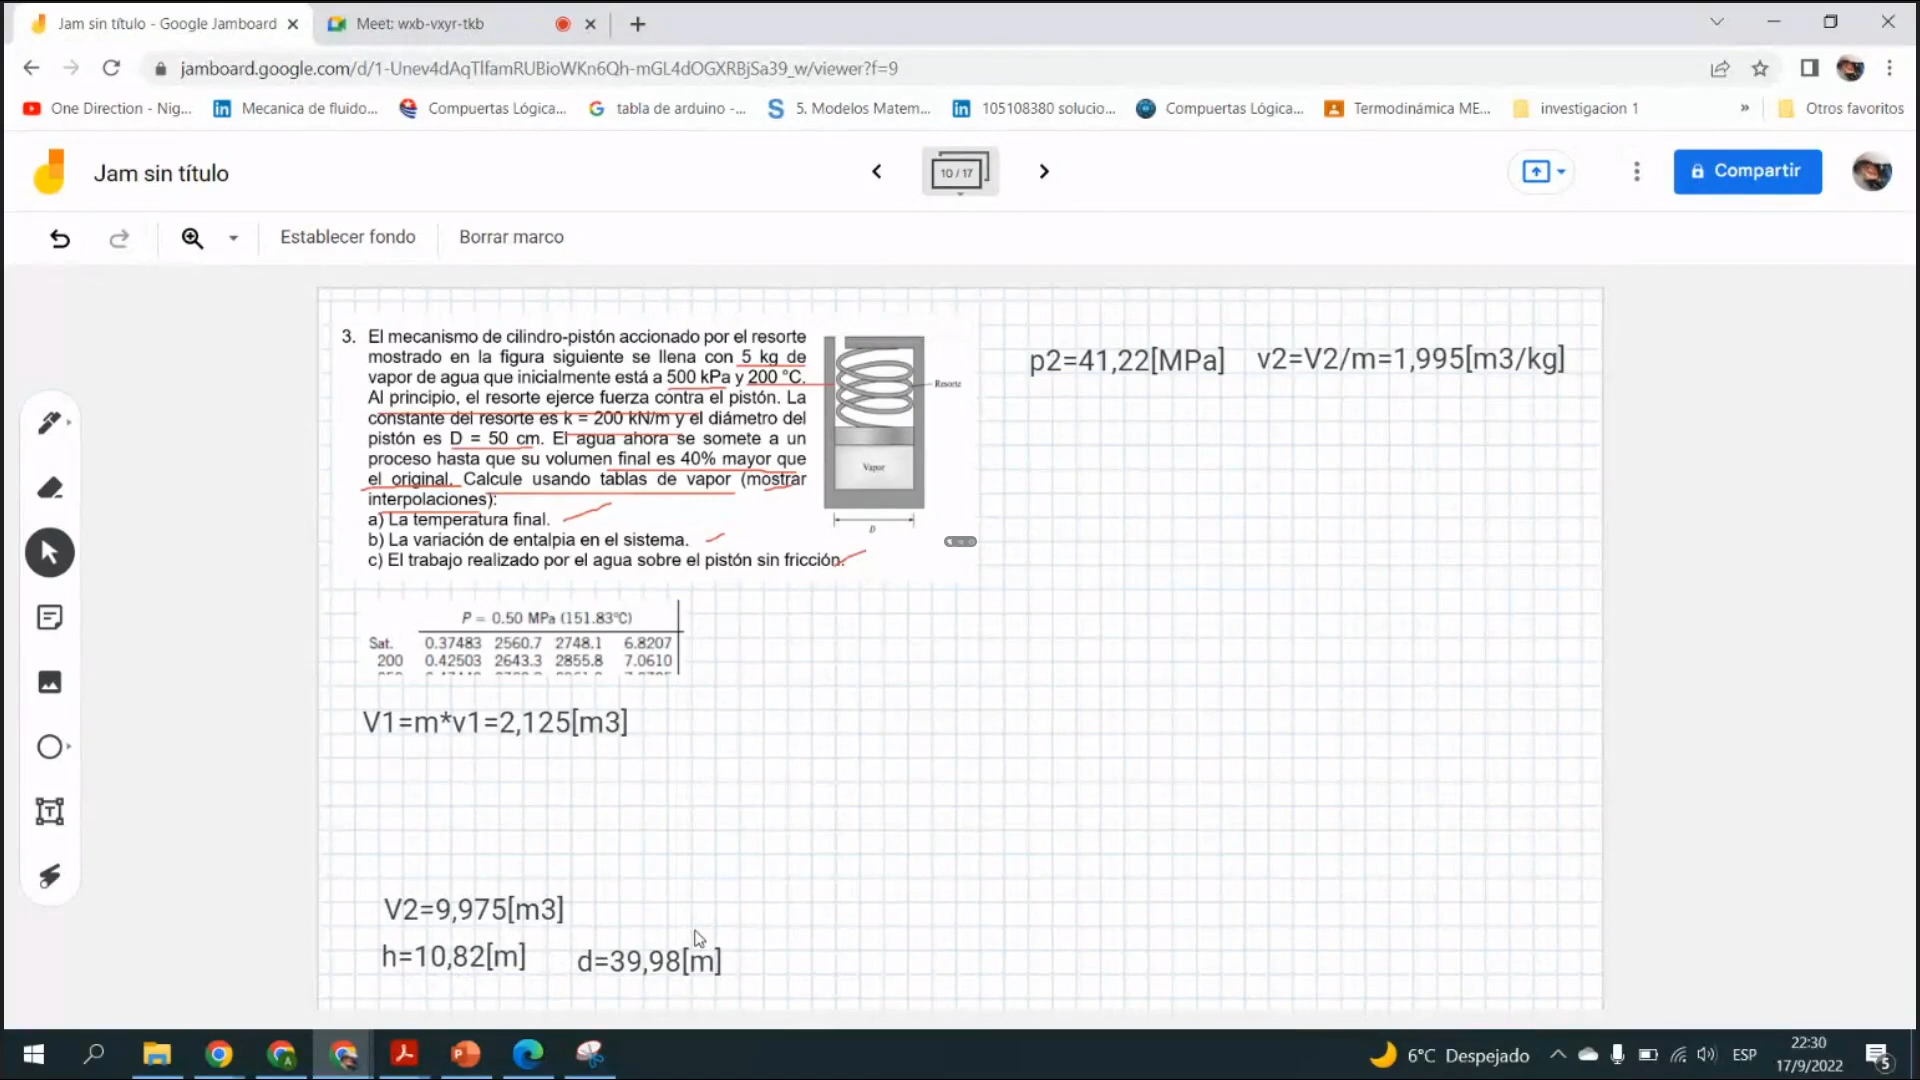 Jam sin título - Google Jamboard
Meet: wxb-vxyr-tkb
jamboard.google.com/d/1-Unev4dAqTlfamRUBioWKn6Qh-mGL4dOGXRBjSa39_w/viewer?f=9
One Direction - Nig...
Mecanica de fluido...
Compuertas Lógica...
tabla de arduino -...
5. Modelos Matem...
105108380 solucio...
Compuertas Lógica...
Termodinámica ME...
investigacion 1
»
Otros favoritos
Jam sin título
10 / 17
Compartir
Establecer fondo
Borrar marco
3. El mecanismo de cilindro-pistón accionado por el resorte
mostrado en la figura siguiente se llena con 5 kg de
vapor de agua que inicialmente está a 500 kPa y 200 °C.
Al principio, el resorte ejerce fuerza contra el pistón. La
constante del resorte es k = 200 kN/m y el diámetro del
pistón es D = 50 cm. El agua ahora se somete a un
proceso hasta que su volumen final es 40% mayor que
el original. Calcule usando tablas de vapor (mostrar
interpolaciones):
a) La temperatura final.
b) La variación de entalpia en el sistema.
c) El trabajo realizado por el agua sobre el pistón sin fricción.
Resorte
Vapor
D
p2=41,22[MPa]
v2=V2/m=1,995[m3/kg]
P = 0.50 MPa (151.83°C)
Sat. 0.37483 2560.7 2748.1 6.8207
200 0.42503 2643.3 2855.8 7.0610
V1=m*v1=2,125[m3]
V2=9,975[m3]
h=10,82[m]
d=39,98[m]
6°C Despejado
ESP
22:30
17/9/2022
5